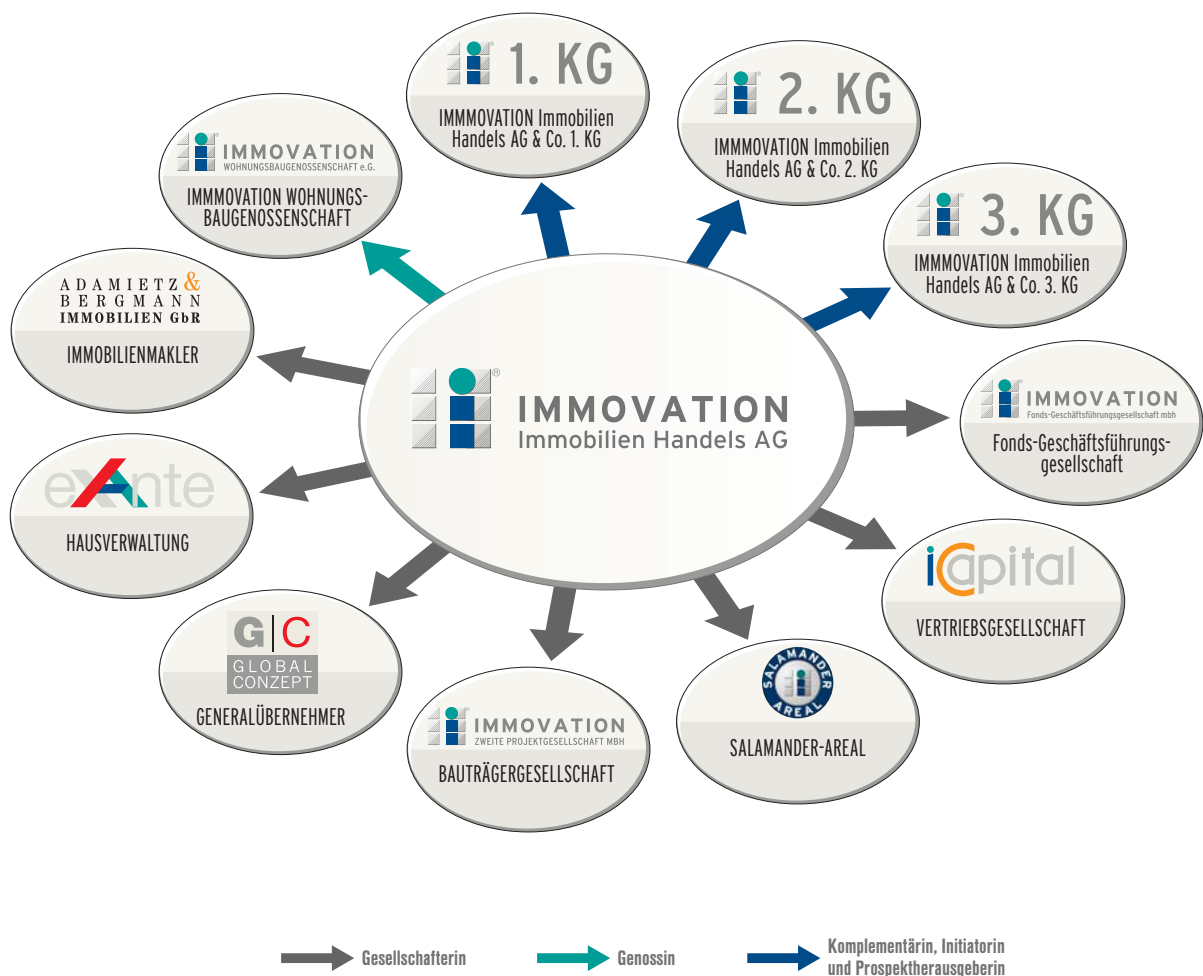 1. KG
IMMMOVATION Immobilien
Handels AG & Co. 1. KG
2. KG
IMMMOVATION Immobilien
Handels AG & Co. 2. KG
3. KG
IMMMOVATION Immobilien
Handels AG & Co. 3. KG
IMMOVATION
Fonds-Geschäftsführungsgesellschaft mbh
Fonds-Geschäftsführungs-
gesellschaft
iCapital
VERTRIEBSGESELLSCHAFT
SALAMANDER
AREAL
SALAMANDER-AREAL
IMMOVATION
ZWEITE PROJEKTGESELLSCHAFT MBH
BAUTRÄGERGESELLSCHAFT
G|C
GLOBAL
CONZEPT
GENERALÜBERNEHMER
exAnte
HAUSVERWALTUNG
ADAMIETZ &
BERGMANN
IMMOBILIEN GbR
IMMOBILIENMAKLER
IMMOVATION
WOHNUNGSBAUGENOSSENSCHAFT e.G.
IMMMOVATION WOHNUNGS-
BAUGENOSSENSCHAFT
®
IMMOVATION
Immobilien Handels AG
Gesellschafterin
Genossin
Komplementärin, Initiatorin
und Prospektherausgeberin